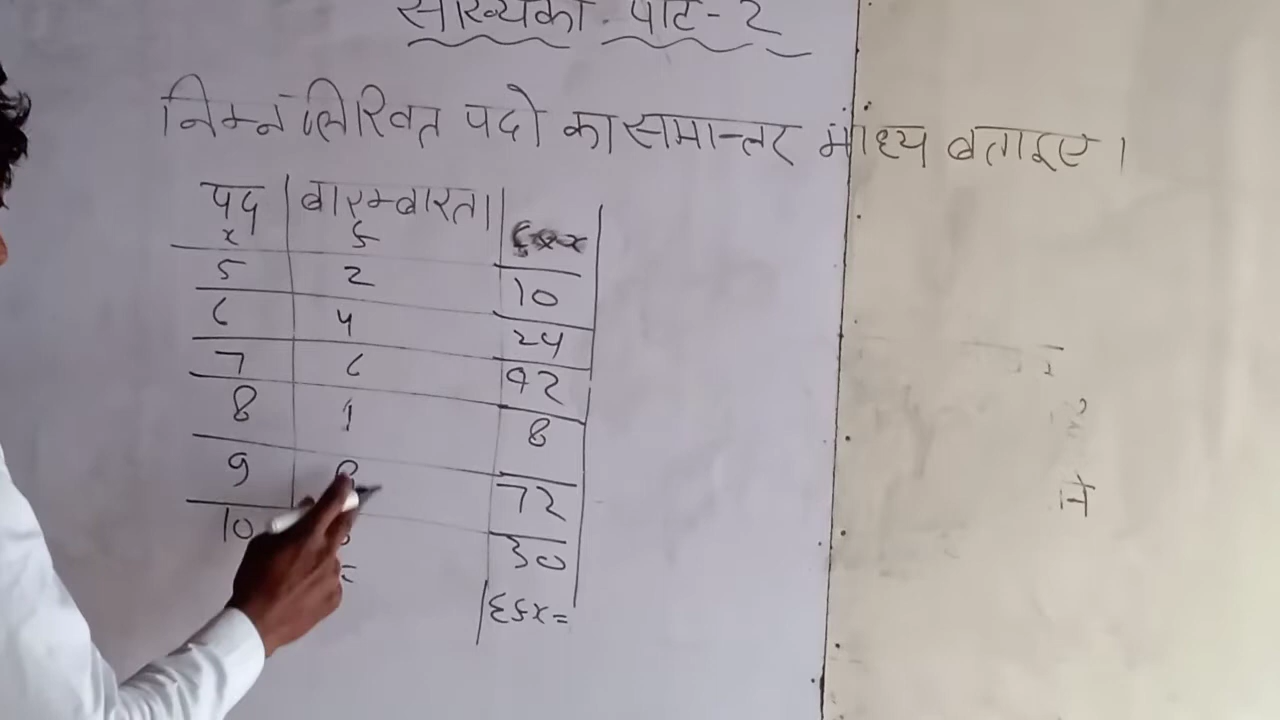 सांख्यिकी पार्ट-2
निम्नलिखित पदो का समान्तर माध्य बताइए।
पद | बारम्बारता |
x | f
5 | 2 | 10
6 | 4 | 24
7 | 6 | 42
8 | 1 | 8
9 | 8 | 72
10 | 30
Σfx=
ने